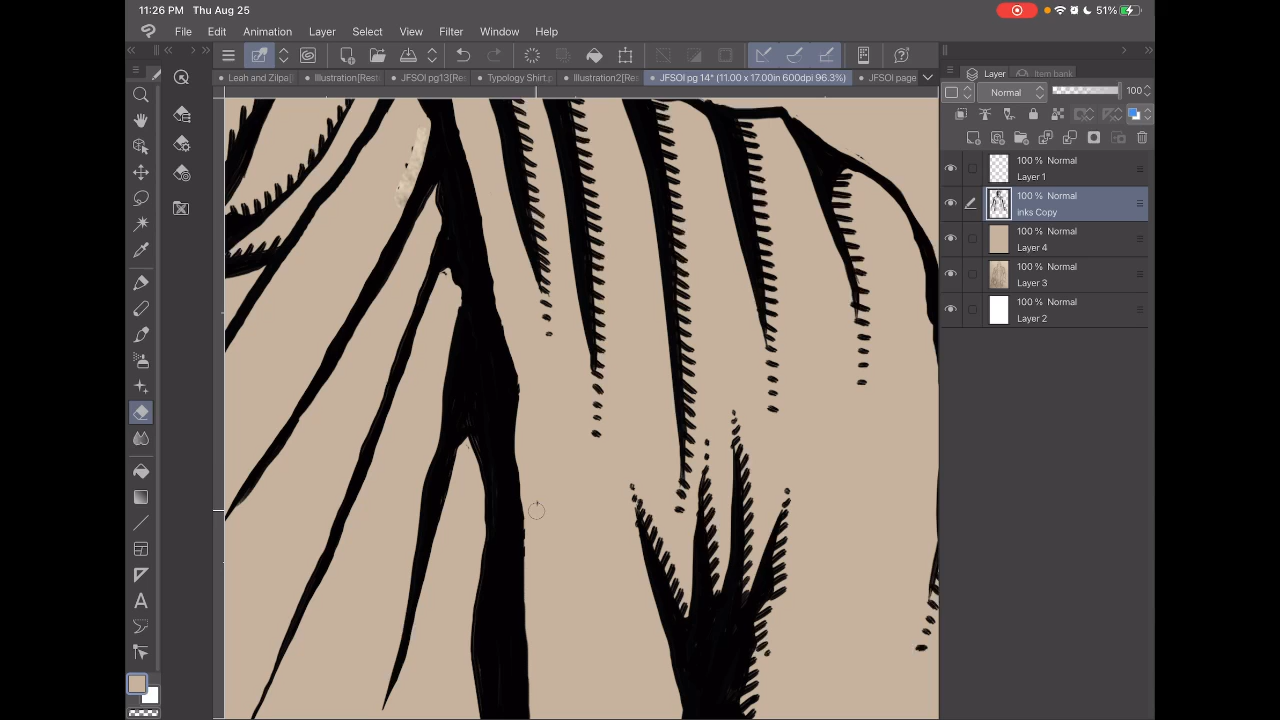 11:26 PM Thu Aug 25
51%
File Edit Animation Layer Select View Filter Window Help
Leah and Zilpa Illustration[Res JFSOI pg13[Re: Typology Shirt. Illustration2[Res JFSOI pg 14* (11.00 x 17.00in 600dpi 96.3%) JFSOI page
Layer Item bank
Normal 100
100 % Normal
Layer 1
100 % Normal
inks Copy
100 % Normal
Layer 4
100 % Normal
Layer 3
100 % Normal
Layer 2